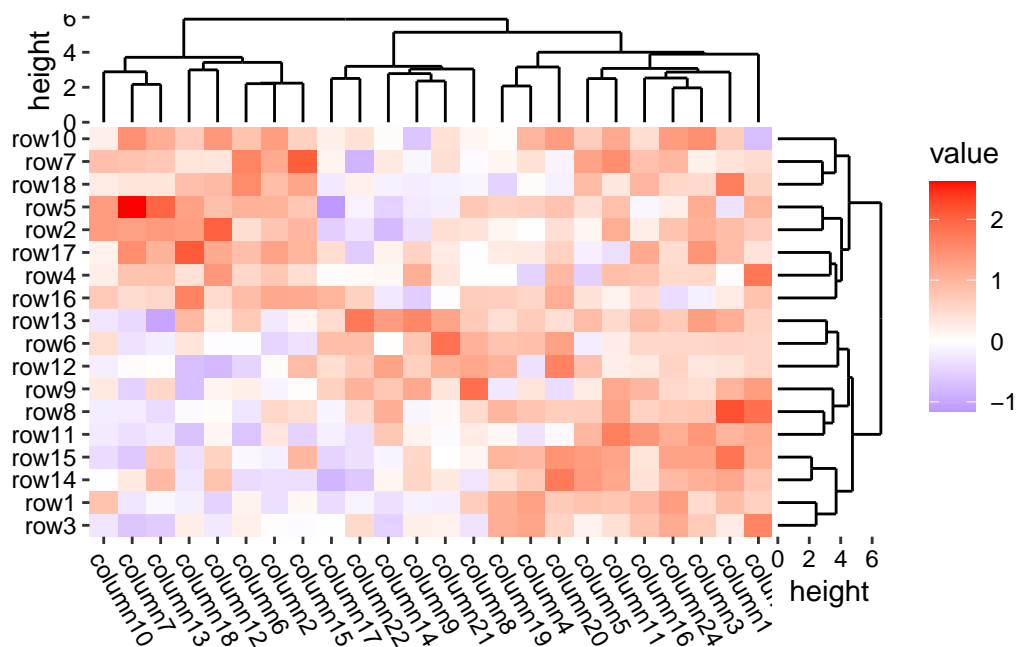 6
4
2
0
height
row10
row7
row18
row5
row2
row17
row4
row16
row13
row6
row12
row9
row8
row11
row15
row14
row1
row3
column10
column7
column13
column18
column12
column6
column2
column15
column17
column22
column14
column9
column21
column8
column19
column4
column20
column5
column11
column16
column24
column3
column1
0 2 4 6
height
value
2
1
0
−1